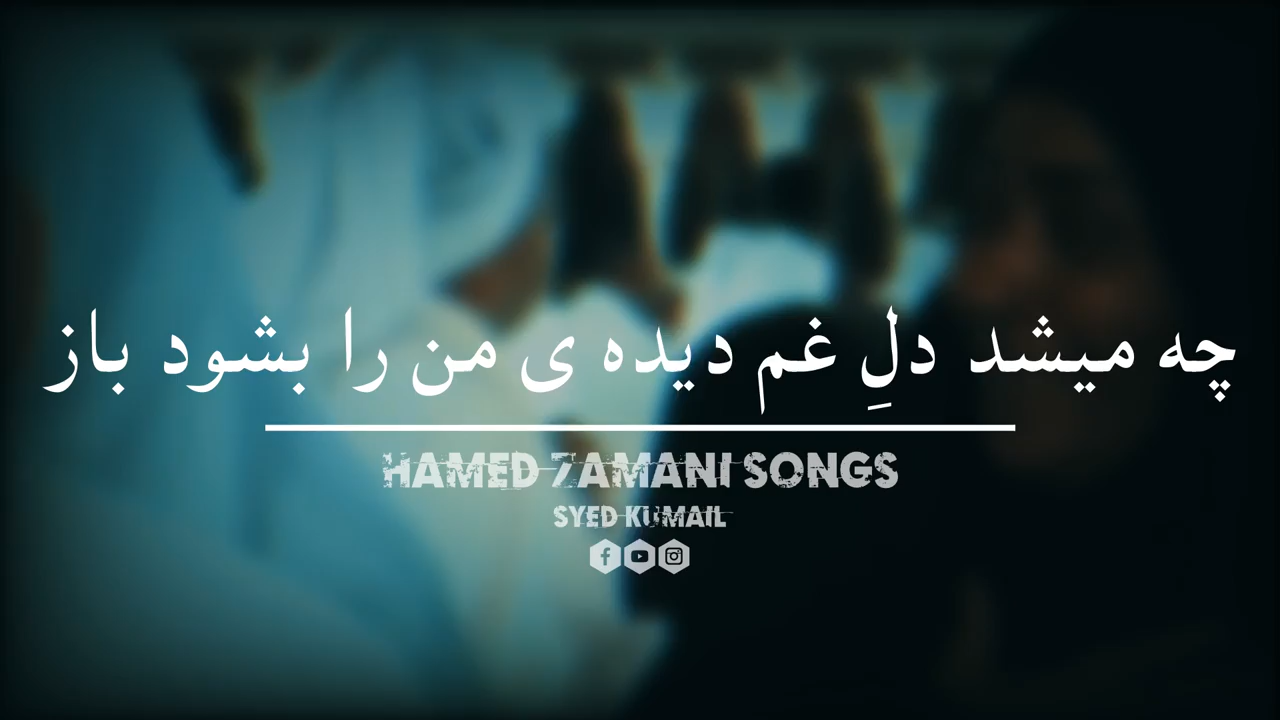 چه میشد دلِ غم دیده ی من را بشود باز
HAMED ZAMANI SONGS
SYED KUMAIL